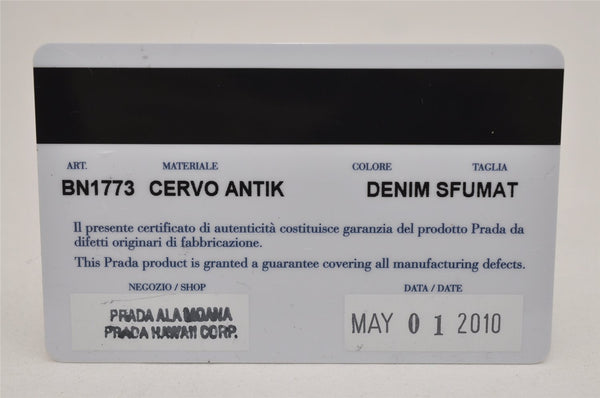 ART. MATERIALE COLORE TAGLIA
BN1773 CERVO ANTIK DENIM SFUMAT
Il presente certificato di autenticità costituisce garanzia del prodotto Prada da
difetti originari di fabbricazione.
This Prada product is granted a guarantee covering all manufacturing defects.
NEGOZIO / SHOP DATA / DATE
PRADA ALA MOANA
PRADA HAWAII CORP.
MAY 01 2010